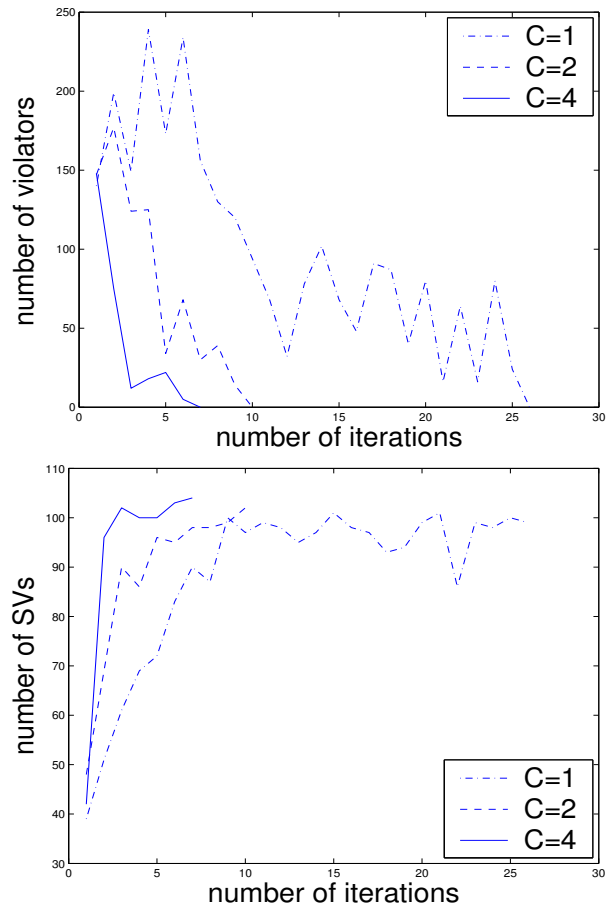 250
200
150
100
50
0
number of violators
C=1
C=2
C=4
0 5 10 15 20 25 30
number of iterations
110
100
90
80
70
60
50
40
30
number of SVs
C=1
C=2
C=4
0 5 10 15 20 25 30
number of iterations